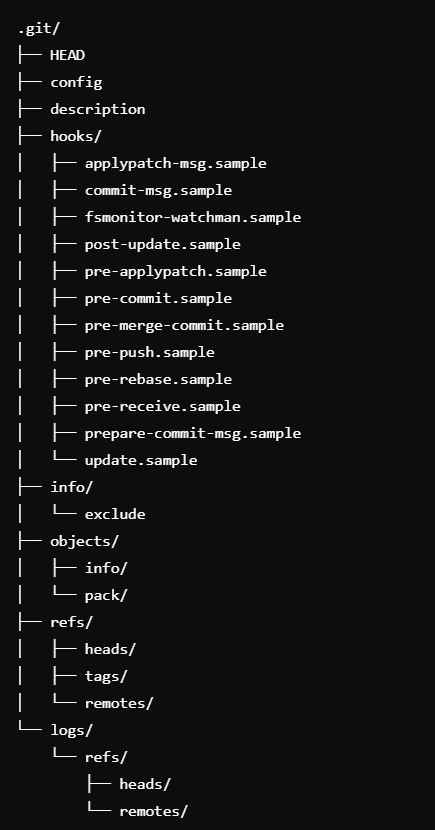 .git/
├── HEAD
├── config
├── description
├── hooks/
│   ├── applypatch-msg.sample
│   ├── commit-msg.sample
│   ├── fsmonitor-watchman.sample
│   ├── post-update.sample
│   ├── pre-applypatch.sample
│   ├── pre-commit.sample
│   ├── pre-merge-commit.sample
│   ├── pre-push.sample
│   ├── pre-rebase.sample
│   ├── pre-receive.sample
│   ├── prepare-commit-msg.sample
│   └── update.sample
├── info/
│   └── exclude
├── objects/
│   ├── info/
│   └── pack/
├── refs/
│   ├── heads/
│   ├── tags/
│   └── remotes/
└── logs/
    └── refs/
        ├── heads/
        └── remotes/